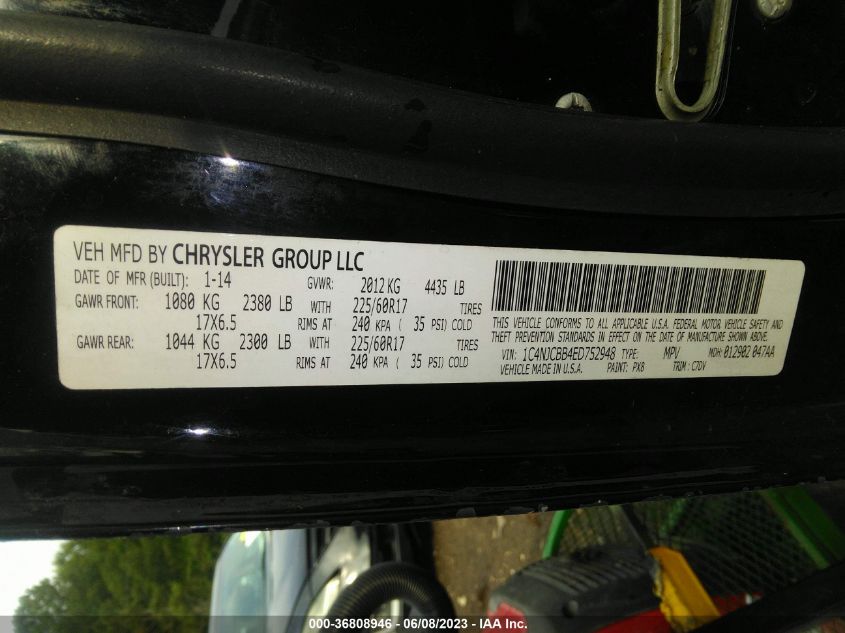 VEH MFD BY CHRYSLER GROUP LLC
DATE OF MFR (BUILT): 1-14 GVWR: 2012 KG 4435 LB
GAWR FRONT: 1080 KG 2380 LB WITH 225/60R17 TIRES
17X6.5 RIMS AT 240 KPA ( 35 PSI) COLD
GAWR REAR: 1044 KG 2300 LB WITH 225/60R17 TIRES
17X6.5 RIMS AT 240 KPA ( 35 PSI) COLD
THIS VEHICLE CONFORMS TO ALL APPLICABLE U.S.A. FEDERAL MOTOR VEHICLE SAFETY AND
THEFT PREVENTION STANDARDS IN EFFECT ON THE DATE OF MANUFACTURE SHOWN ABOVE.
VIN: 1C4NJCBB4ED752948 TYPE: MPV MDH: 012902 047AA
VEHICLE MADE IN U.S.A. PAINT: PX8 TRIM : C7DV
000-36808946 - 06/08/2023 - IAA Inc.